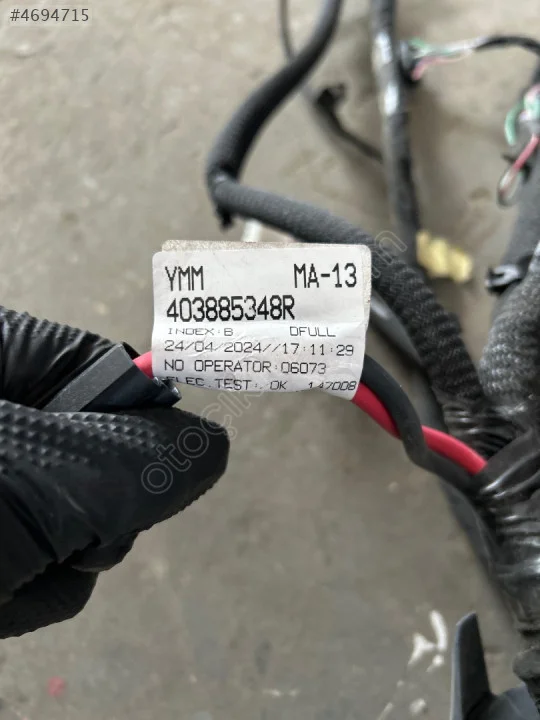 #4694715
YMM MA-13
403885348R
INDEX:B DFULL
24/04/2024//17:11:29
NO OPERATOR:06073
ELEC.TEST:.OK 147008